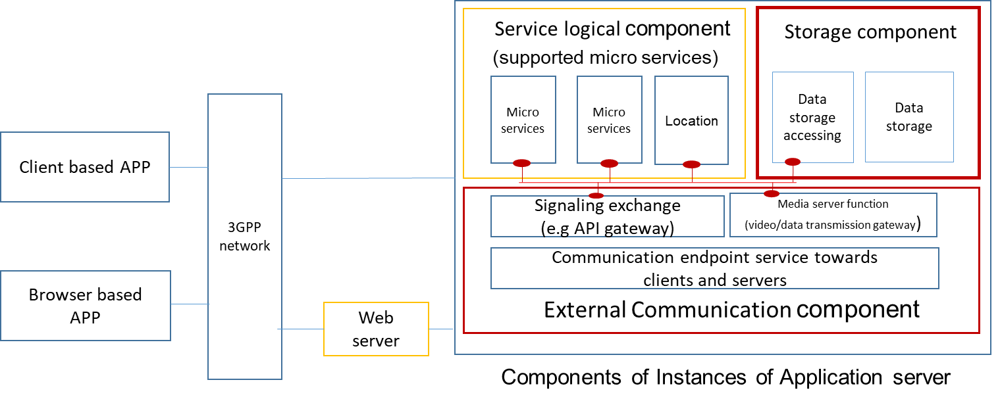 Service logical component
(supported micro services)
Micro
services
Micro
services
Location
Storage component
Data
storage
accessing
Data
storage
Client based APP
Browser based
APP
3GPP
network
Web
server
Signaling exchange
(e.g API gateway)
Media server function
(video/data transmission gateway)
Communication endpoint service towards
clients and servers
External Communication component
Components of Instances of Application server